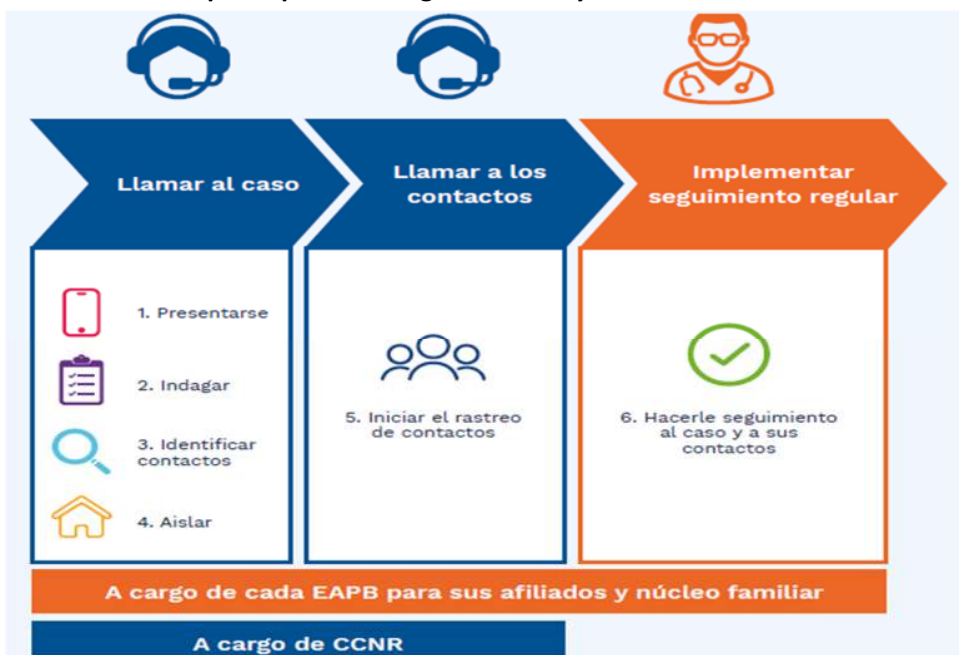 Llamar al caso
Llamar a los
contactos
Implementar
seguimiento regular
1. Presentarse
2. Indagar
3. Identificar
contactos
4. Aislar
5. Iniciar el rastreo
de contactos
6. Hacerle seguimiento
al caso y a sus
contactos
A cargo de cada EAPB para sus afiliados y núcleo familiar
A cargo de CCNR